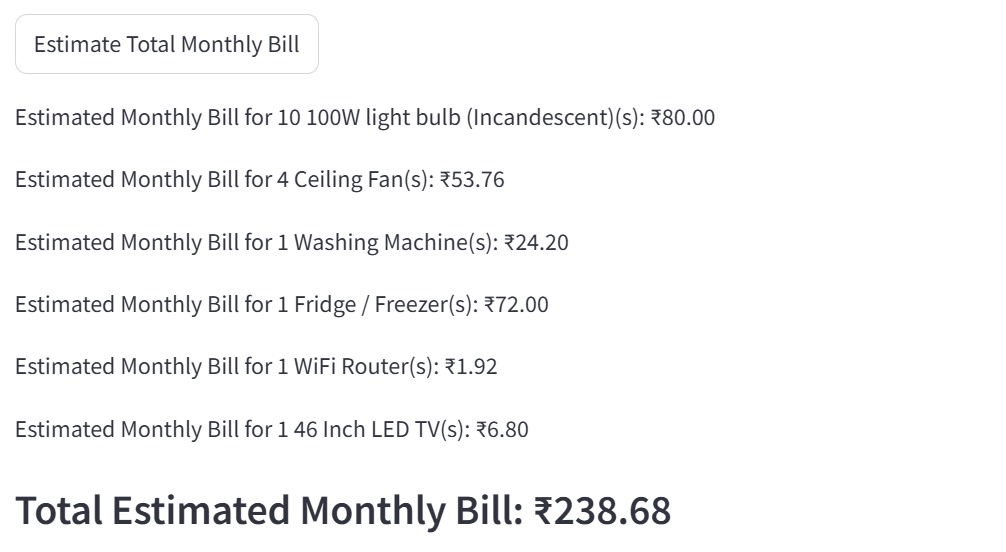 Estimate Total Monthly Bill
Estimated Monthly Bill for 10 100W light bulb (Incandescent)(s): ₹80.00
Estimated Monthly Bill for 4 Ceiling Fan(s): ₹53.76
Estimated Monthly Bill for 1 Washing Machine(s): ₹24.20
Estimated Monthly Bill for 1 Fridge / Freezer(s): ₹72.00
Estimated Monthly Bill for 1 WiFi Router(s): ₹1.92
Estimated Monthly Bill for 1 46 Inch LED TV(s): ₹6.80
Total Estimated Monthly Bill: ₹238.68